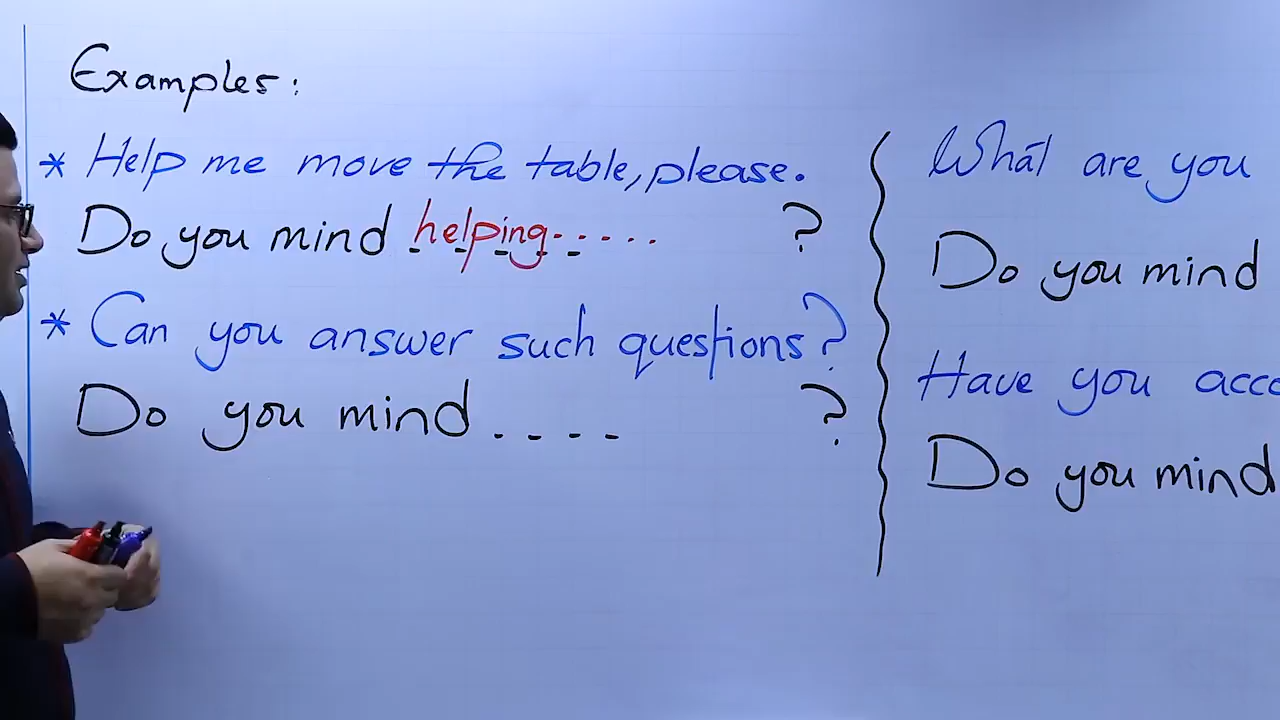 Examples:
* Help me move the table, please.
Do you mind helping..... ?
* Can you answer such questions?
Do you mind .... ?
What are you
Do you mind
Have you acco
Do you mind